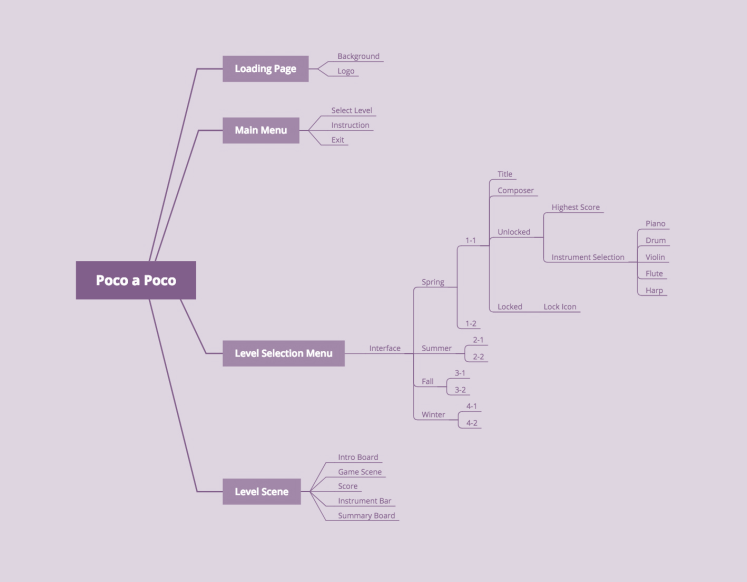 Poco a Poco
Loading Page
Background
Logo
Main Menu
Select Level
Instruction
Exit
Level Selection Menu
Interface
Spring
1-1
Title
Composer
Unlocked
Highest Score
Instrument Selection
Piano
Drum
Violin
Flute
Harp
Locked
Lock Icon
1-2
Summer
2-1
2-2
Fall
3-1
3-2
Winter
4-1
4-2
Level Scene
Intro Board
Game Scene
Score
Instrument Bar
Summary Board